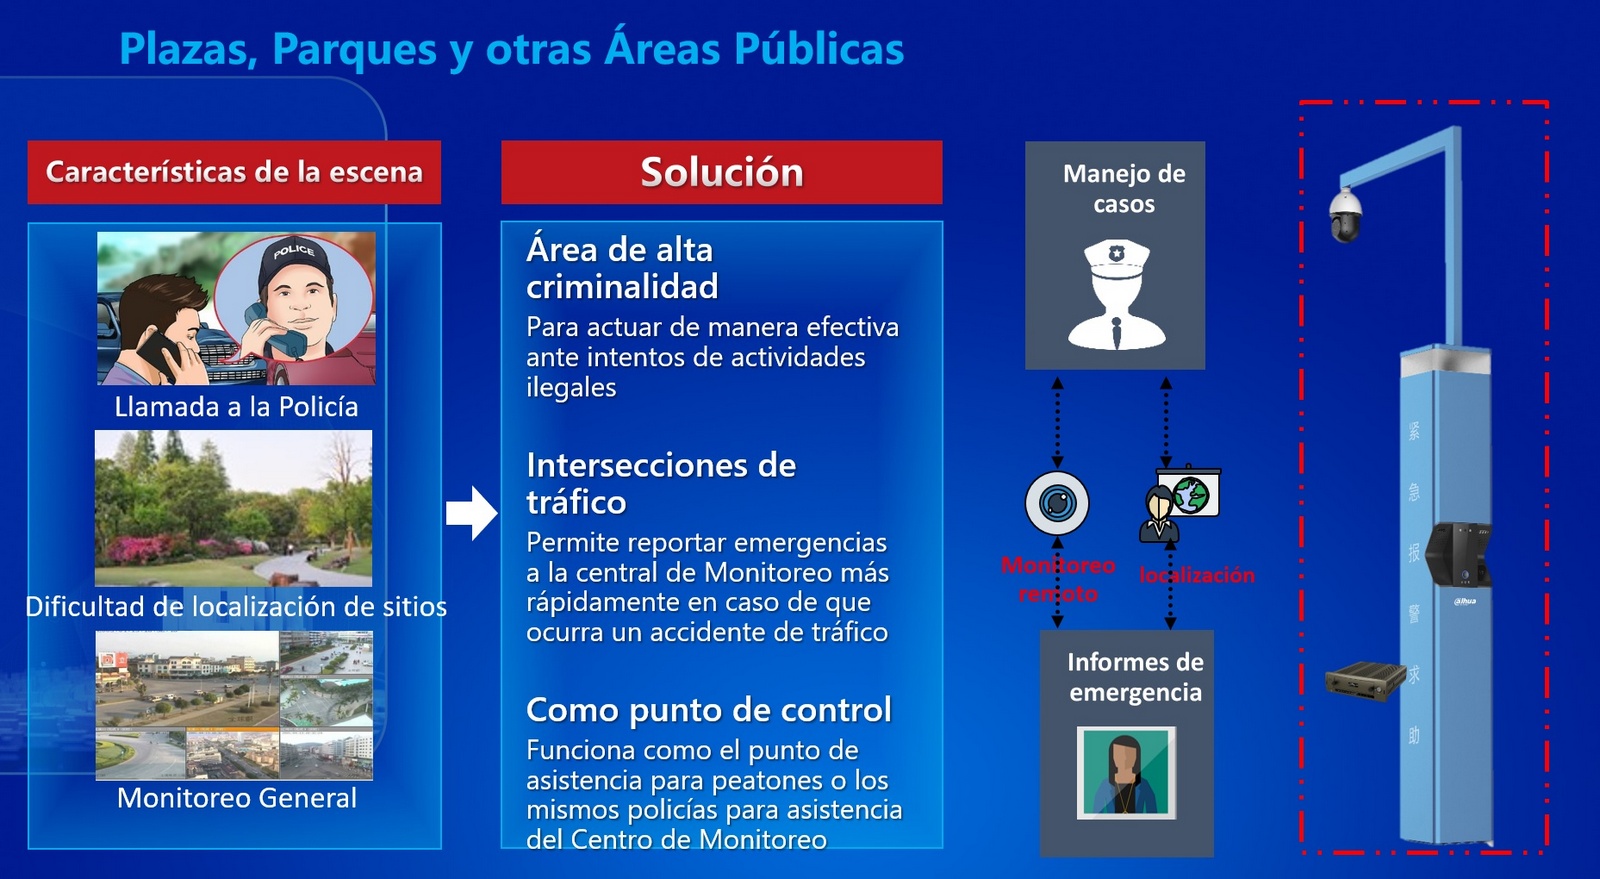 Plazas, Parques y otras Áreas Públicas
Características de la escena
POLICE
Llamada a la Policía
Dificultad de localización de sitios
Monitoreo General
Solución
Área de alta
criminalidad
Para actuar de manera efectiva
ante intentos de actividades
ilegales
Intersecciones de
tráfico
Permite reportar emergencias
a la central de Monitoreo más
rápidamente en caso de que
ocurra un accidente de tráfico
Como punto de control
Funciona como el punto de
asistencia para peatones o los
mismos policías para asistencia
del Centro de Monitoreo
Manejo de
casos
Monitoreo
remoto
localización
Informes de
emergencia
紧
急
报
警
求
助
alhua